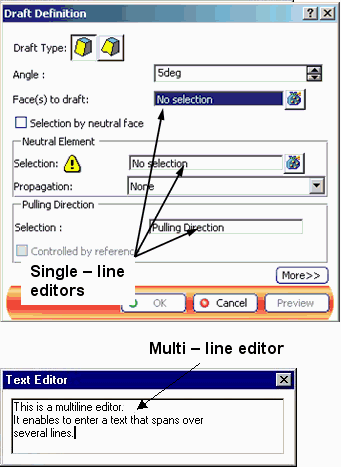 Draft Definition
Draft Type:
Angle : 5deg
Face(s) to draft: No selection
Selection by neutral face
Neutral Element
Selection: No selection
Propagation: None
Pulling Direction
Selection : Pulling Direction
Controlled by referenc
Single – line
editors
More>>
OK Cancel Preview
Multi – line editor
Text Editor
This is a multiline editor.
It enables to enter a text that spans over
several lines.